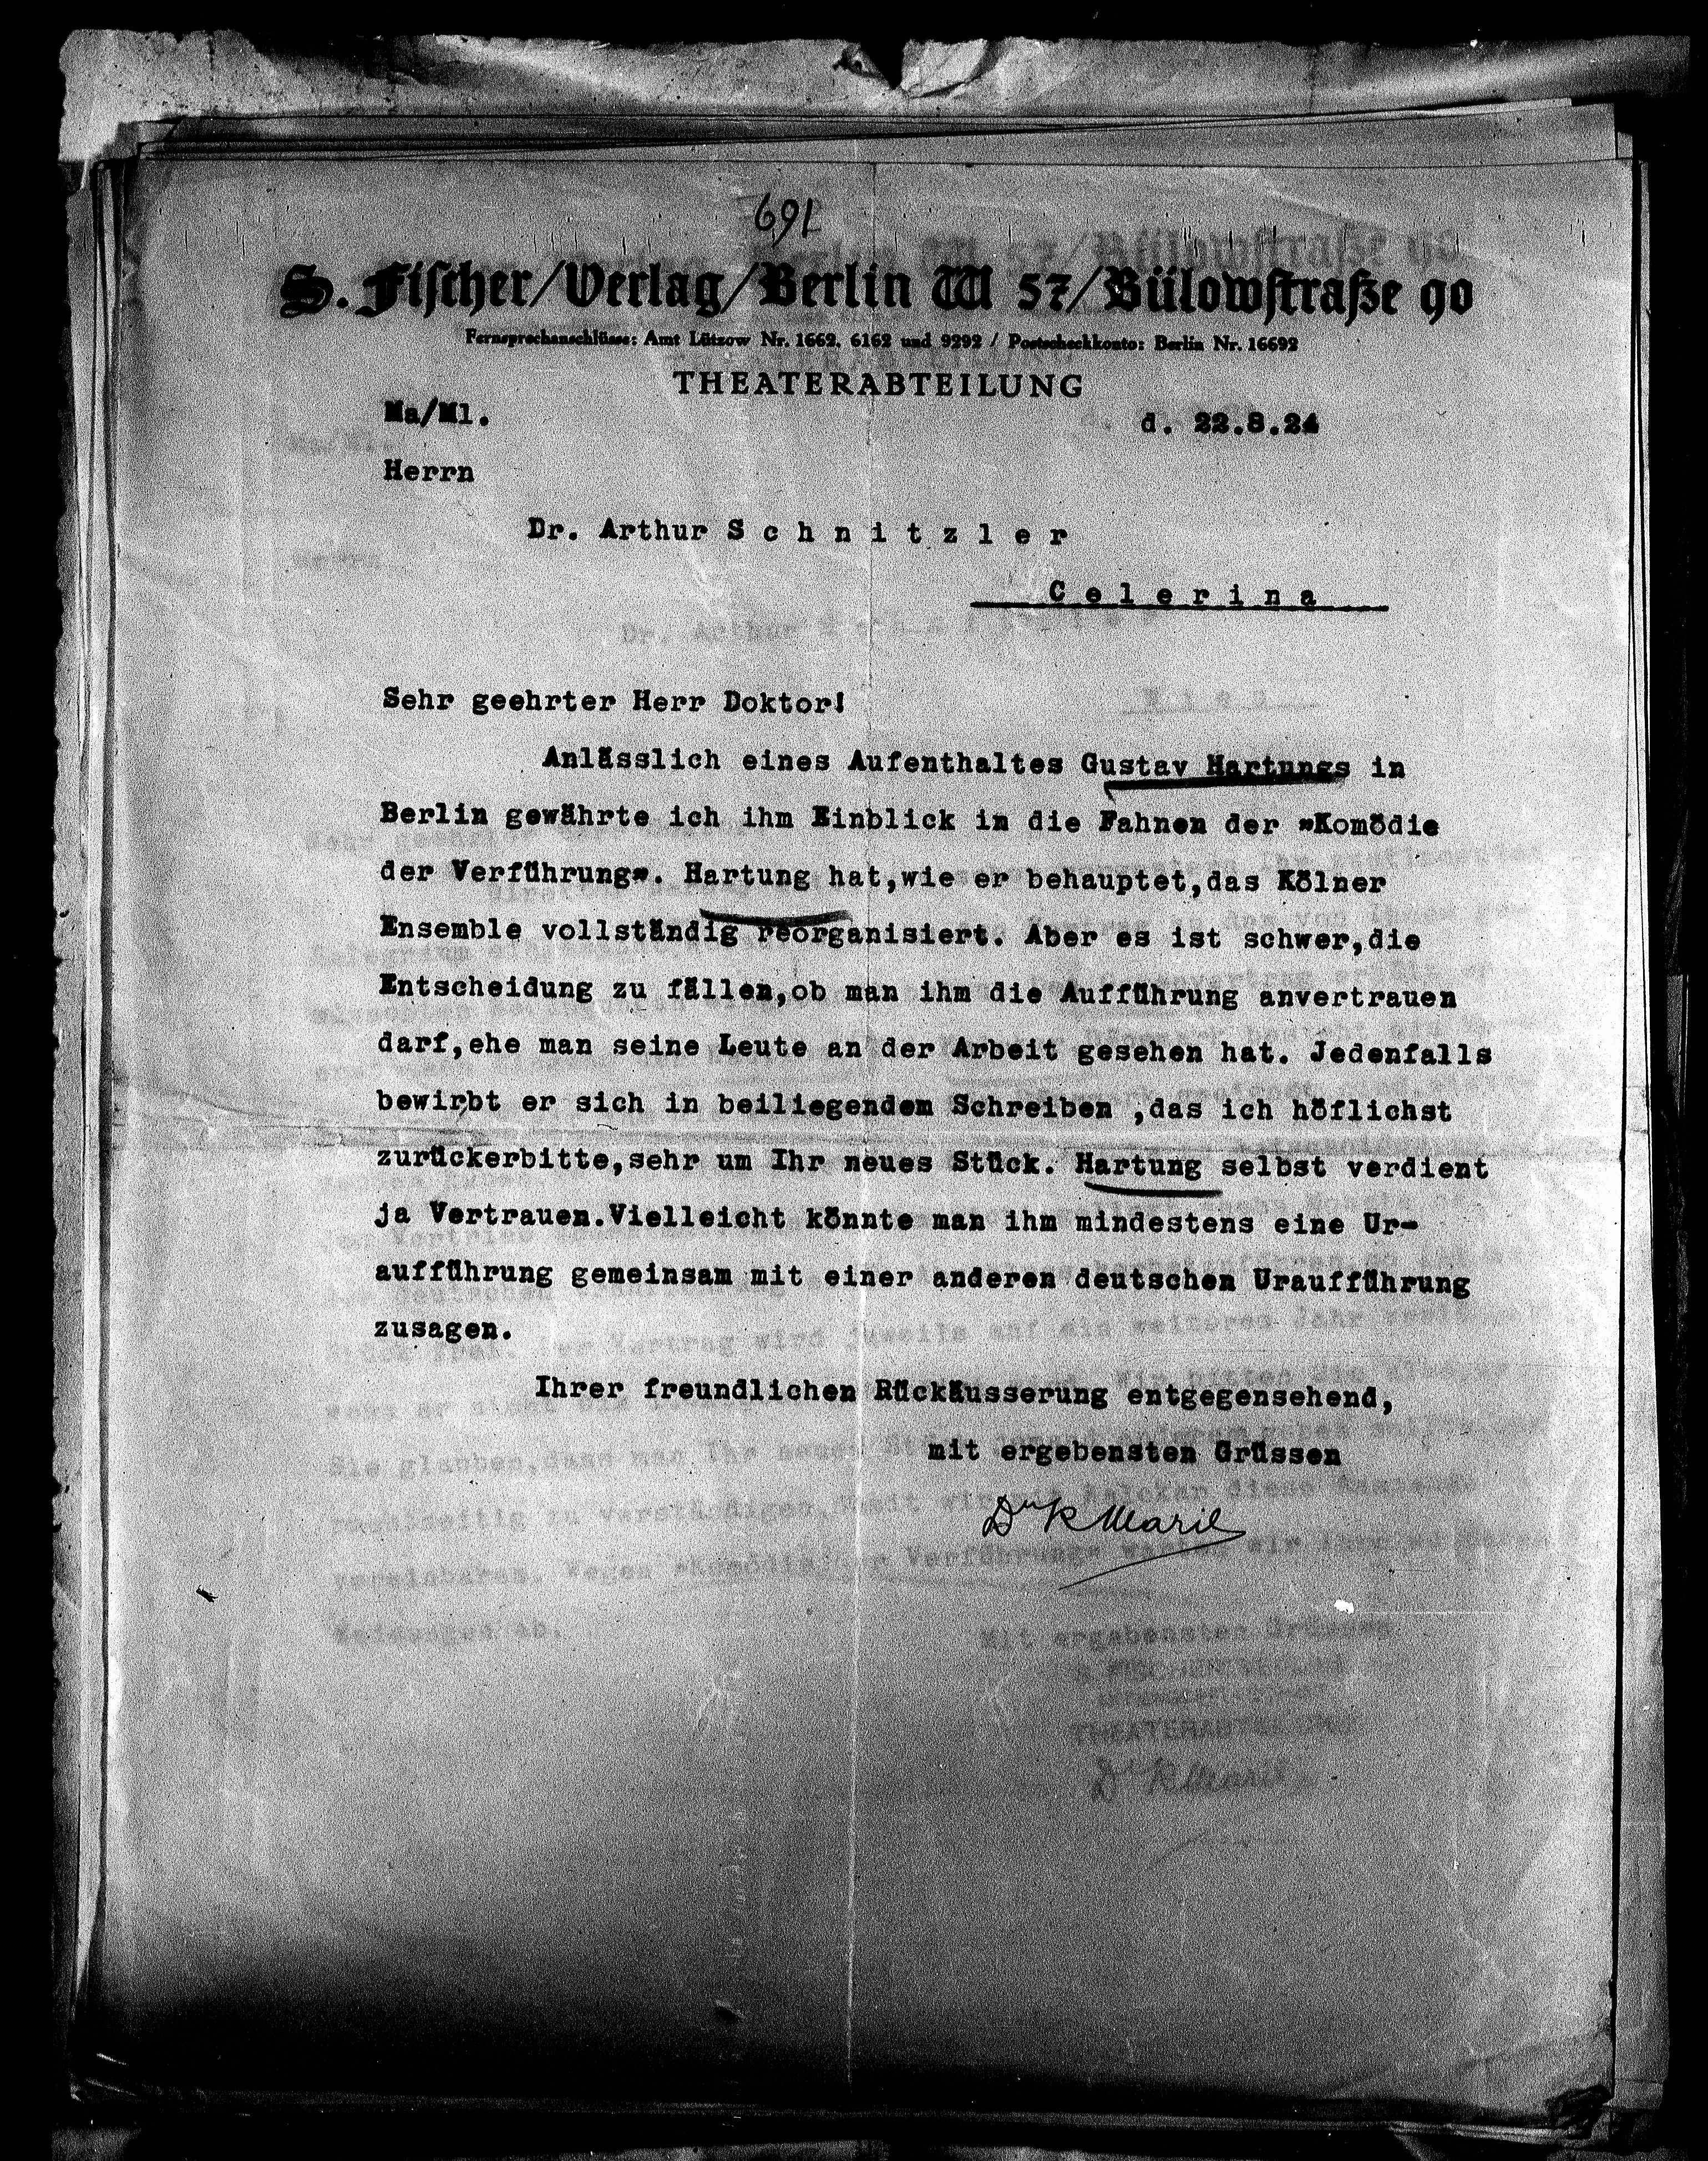 691
S. Fischer/Verlag/Berlin W 57/Bülowstraße 90
Fernsprechanschlüsse: Amt Lützow Nr. 1662, 6162 und 9292 / Postscheckkonto: Berlin Nr. 16692
THEATERABTEILUNG
Ma/Ml.
d. 22.8.24
Herrn
Dr. Arthur S c h n i t z l e r
C e l e r i n a
Sehr geehrter Herr Doktor!
Anlässlich eines Aufenthaltes Gustav Hartungs in
Berlin gewährte ich ihm Einblick in die Fahnen der »Komödie
der Verführung». Hartung hat,wie er behauptet,das Kölner
Ensemble vollständig reorganisiert. Aber es ist schwer,die
Entscheidung zu fällen,ob man ihm die Aufführung anvertrauen
darf,ehe man seine Leute an der Arbeit gesehen hat. Jedenfalls
bewirbt er sich in beiliegendem Schreiben ,das ich höflichst
zurückerbitte,sehr um Ihr neues Stück. Hartung selbst verdient
ja Vertrauen.Vielleicht könnte man ihm mindestens eine Ur-
aufführung gemeinsam mit einer anderen deutschen Uraufführung
zusagen.
Ihrer freundlichen Rückäusserung entgegensehend,
mit ergebensten Grüssen
Dr R Maril